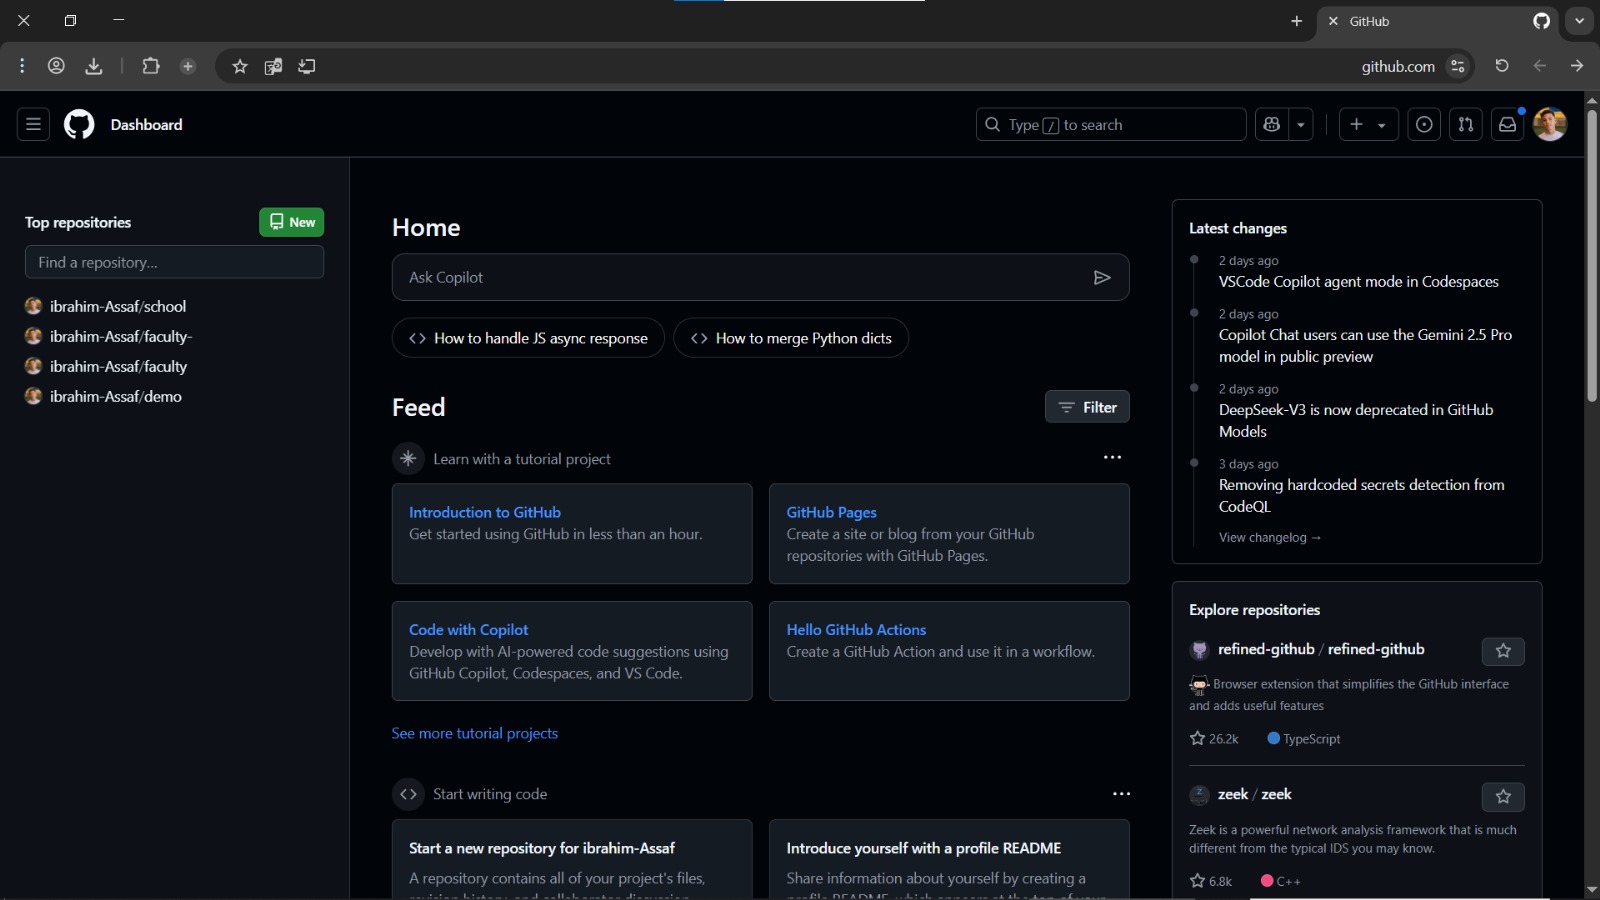 GitHub
github.com
Dashboard
Type / to search
Top repositories
New
Find a repository...
ibrahim-Assaf/school
ibrahim-Assaf/faculty-
ibrahim-Assaf/faculty
ibrahim-Assaf/demo
Home
Ask Copilot
How to handle JS async response
How to merge Python dicts
Feed
Filter
Learn with a tutorial project
Introduction to GitHub
Get started using GitHub in less than an hour.
GitHub Pages
Create a site or blog from your GitHub
repositories with GitHub Pages.
Code with Copilot
Develop with AI-powered code suggestions using
GitHub Copilot, Codespaces, and VS Code.
Hello GitHub Actions
Create a GitHub Action and use it in a workflow.
See more tutorial projects
Start writing code
Start a new repository for ibrahim-Assaf
A repository contains all of your project's files,
Introduce yourself with a profile README
Share information about yourself by creating a
Latest changes
2 days ago
VSCode Copilot agent mode in Codespaces
2 days ago
Copilot Chat users can use the Gemini 2.5 Pro
model in public preview
2 days ago
DeepSeek-V3 is now deprecated in GitHub
Models
3 days ago
Removing hardcoded secrets detection from
CodeQL
View changelog →
Explore repositories
refined-github / refined-github
Browser extension that simplifies the GitHub interface
and adds useful features
26.2k
TypeScript
zeek / zeek
Zeek is a powerful network analysis framework that is much
different from the typical IDS you may know.
6.8k
C++